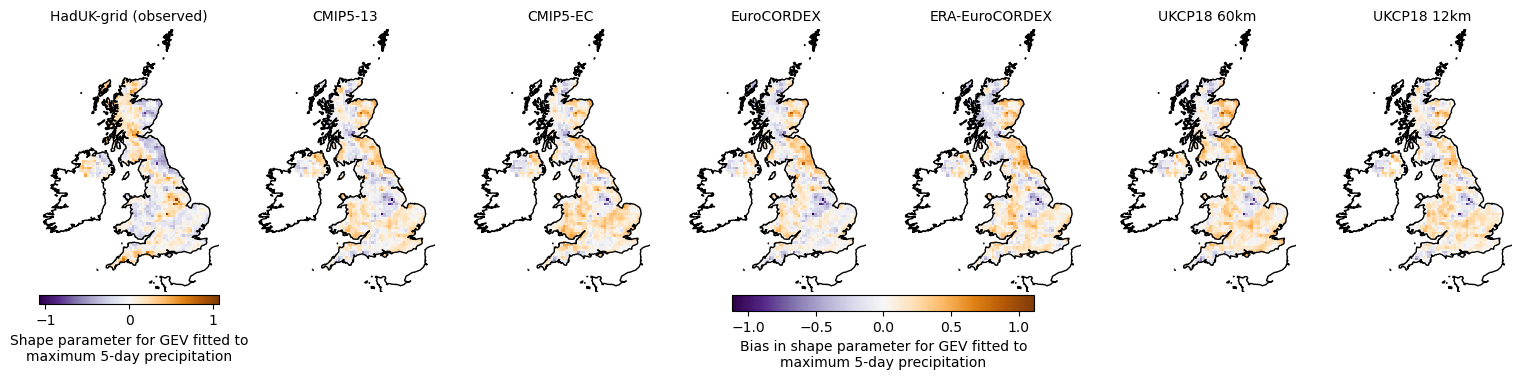 HadUK-grid (observed)
CMIP5-13
CMIP5-EC
EuroCORDEX
ERA-EuroCORDEX
UKCP18 60km
UKCP18 12km
−1 0 1
Shape parameter for GEV fitted to
maximum 5-day precipitation
−1.0 −0.5 0.0 0.5 1.0
Bias in shape parameter for GEV fitted to
maximum 5-day precipitation